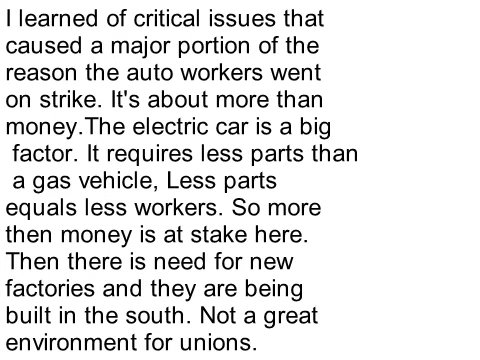 I learned of critical issues that
caused a major portion of the
reason the auto workers went
on strike. It's about more than
money.The electric car is a big
factor. It requires less parts than
a gas vehicle, Less parts
equals less workers. So more
then money is at stake here.
Then there is need for new
factories and they are being
built in the south. Not a great
environment for unions.